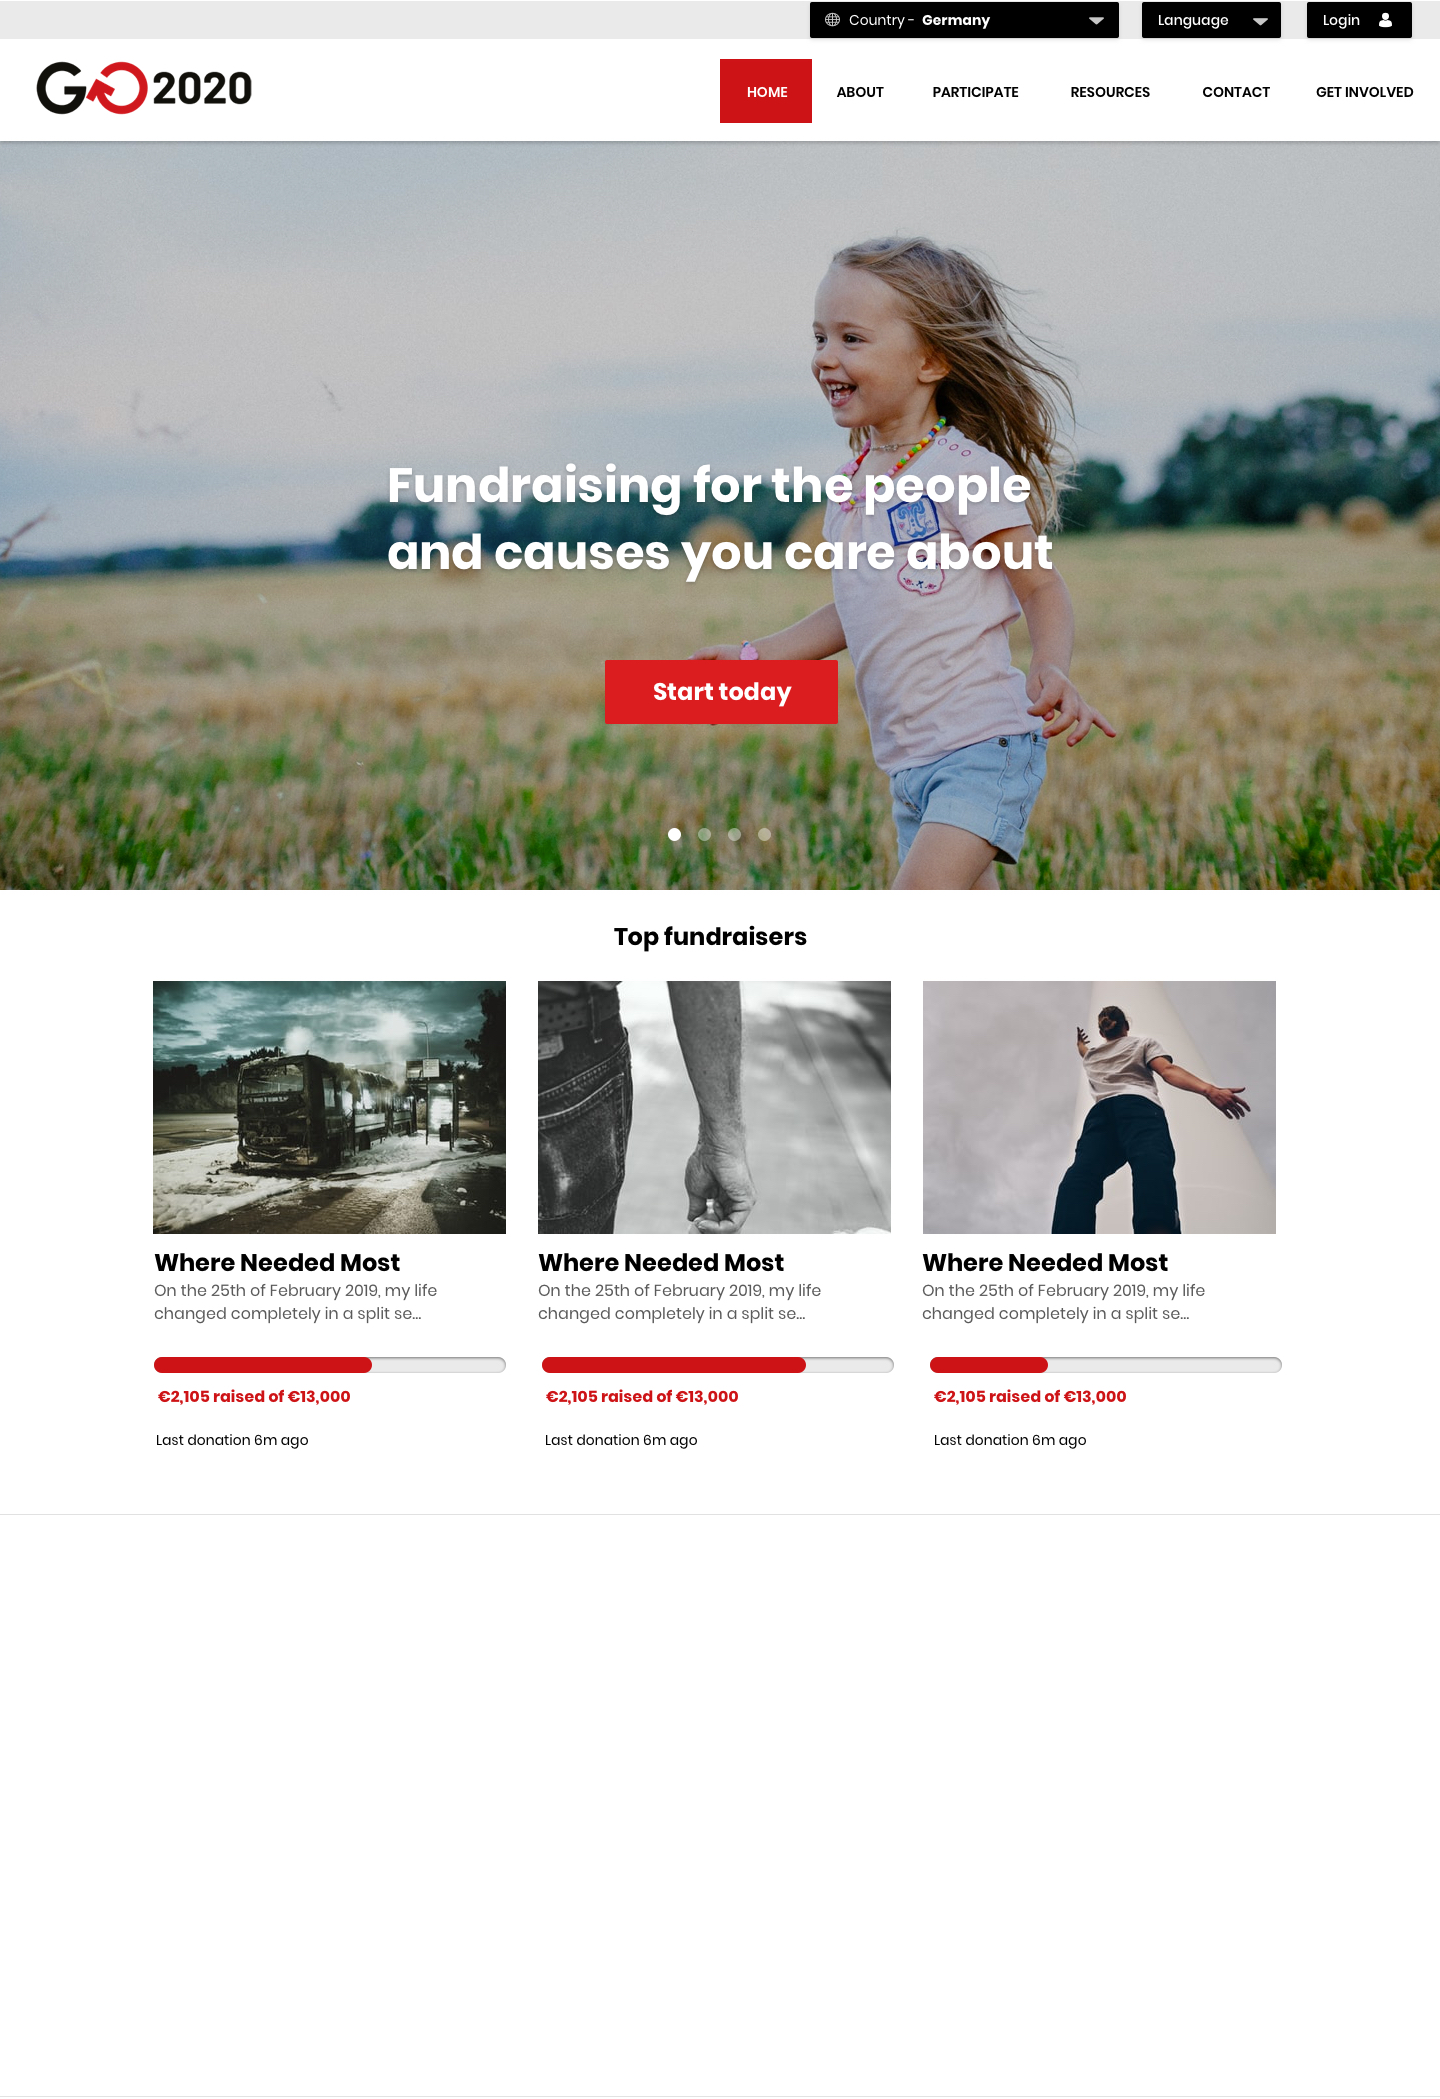 Country - Germany
Language
Login
GO 2020
HOME
ABOUT
PARTICIPATE
RESOURCES
CONTACT
GET INVOLVED
Fundraising for the people
and causes you care about
Start today
Top fundraisers
Where Needed Most
On the 25th of February 2019, my life
changed completely in a split se...
€2,105 raised of €13,000
Last donation 6m ago
Where Needed Most
On the 25th of February 2019, my life
changed completely in a split se...
€2,105 raised of €13,000
Last donation 6m ago
Where Needed Most
On the 25th of February 2019, my life
changed completely in a split se...
€2,105 raised of €13,000
Last donation 6m ago